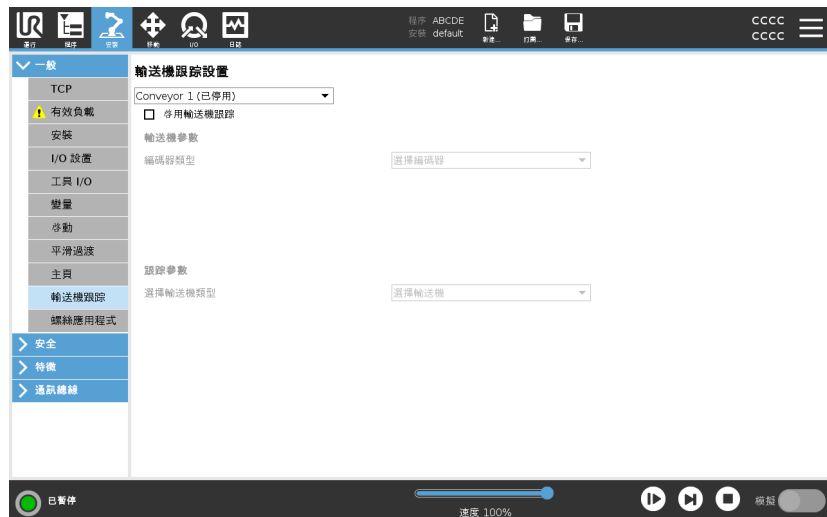 UR
運行
程序
安裝
移動
I/O
日誌
程序 ABCDE
安裝 default
新建...
打開...
保存...
cccc
cccc
一般
TCP
有效負載
安裝
I/O 設置
工具 I/O
變量
啓動
平滑過渡
主頁
輸送機跟踪
螺絲應用程式
安全
特徵
通訊總線
輸送機跟踪設置
Conveyor 1 (已停用)
啓用輸送機跟踪
輸送機參數
編碼器類型 選擇編碼器
跟踪參數
選擇輸送機類型 選擇輸送機
已暫停
速度 100%
模擬